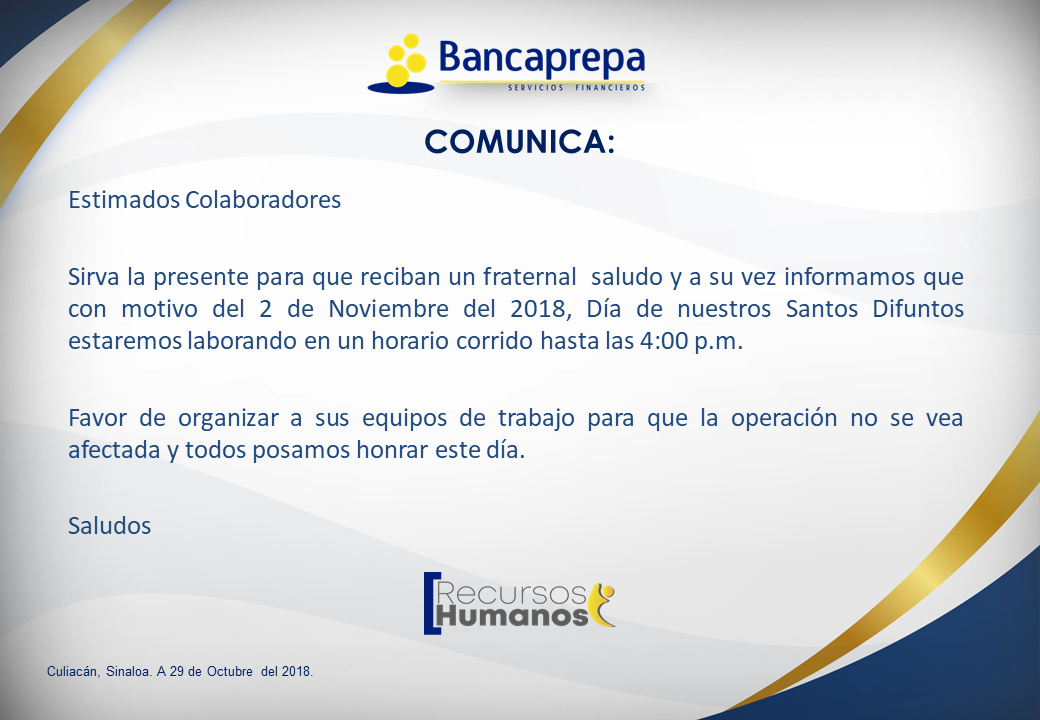 Bancaprepa
SERVICIOS FINANCIEROS
COMUNICA:
Estimados Colaboradores
Sirva la presente para que reciban un fraternal saludo y a su vez informamos que
con motivo del 2 de Noviembre del 2018, Día de nuestros Santos Difuntos
estaremos laborando en un horario corrido hasta las 4:00 p.m.
Favor de organizar a sus equipos de trabajo para que la operación no se vea
afectada y todos posamos honrar este día.
Saludos
Recursos
Humanos
Culiacán, Sinaloa. A 29 de Octubre del 2018.